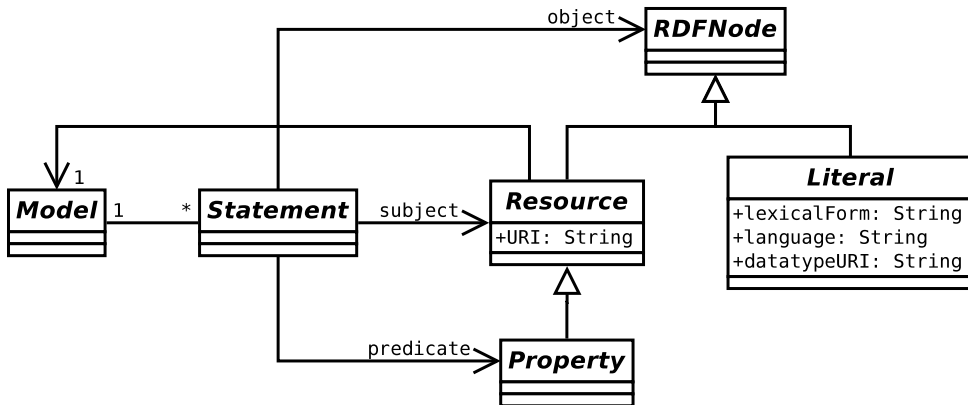 object
RDFNode
1
Model
1
*
Statement
subject
Resource
+URI: String
Literal
+lexicalForm: String
+language: String
+datatypeURI: String
predicate
Property